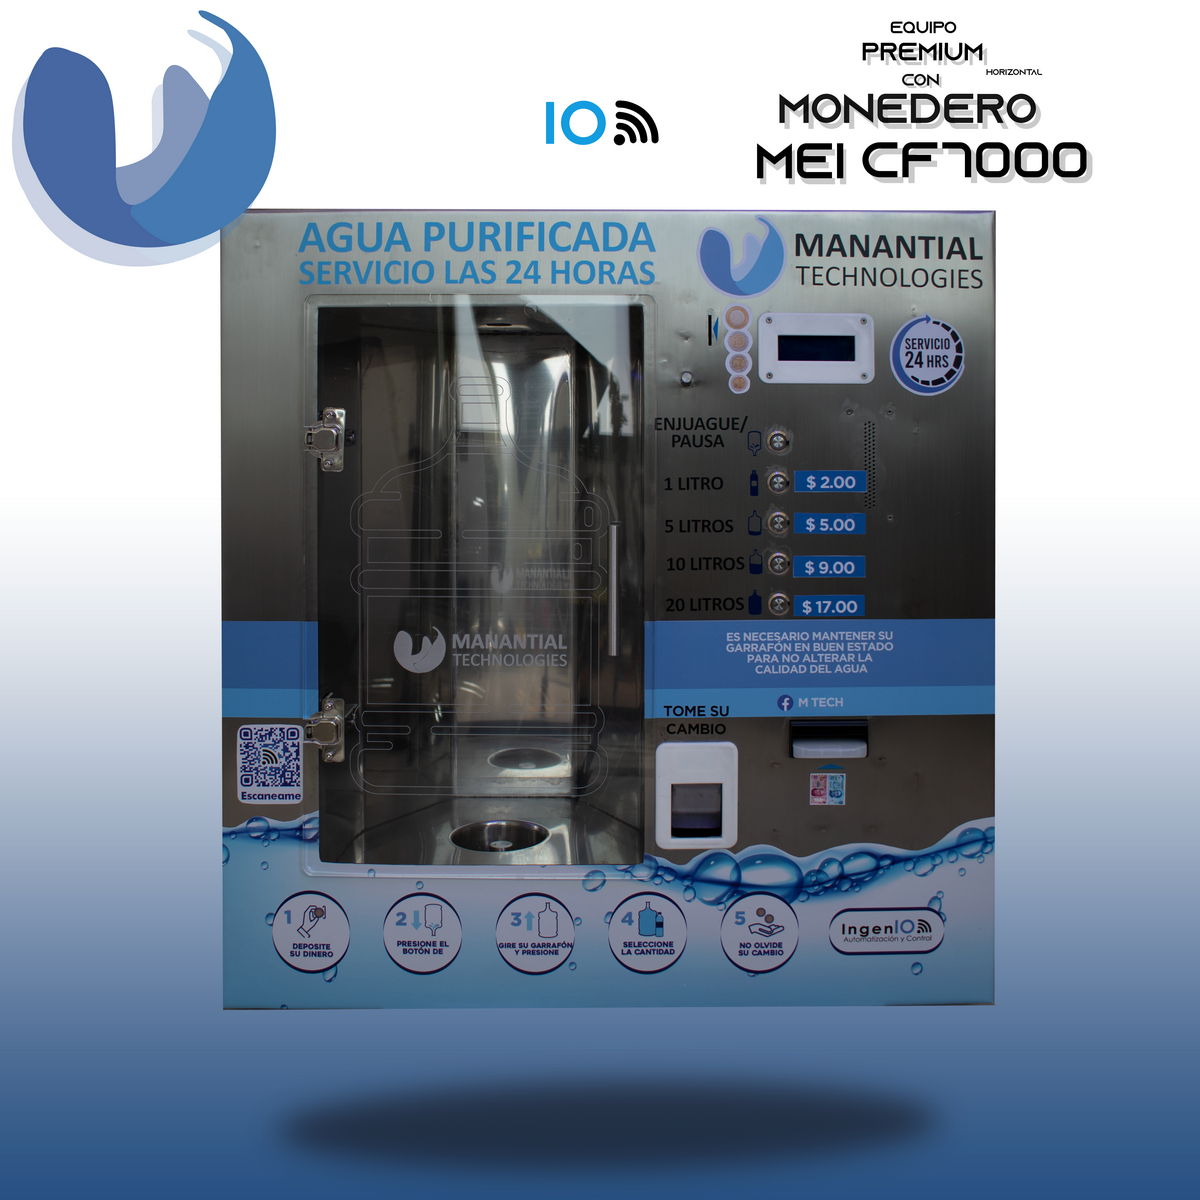 EQUIPO
PREMIUM
HORIZONTAL
CON
MONEDERO
MEI CF7000
IO
AGUA PURIFICADA
SERVICIO LAS 24 HORAS
MANANTIAL
TECHNOLOGIES
SERVICIO
24 HRS
ENJUAGUE/
PAUSA
1 LITRO
$ 2.00
5 LITROS
$ 5.00
10 LITROS
$ 9.00
20 LITROS
$ 17.00
MANANTIAL
TECHNOLOGIES
MANANTIAL
TECHNOLOGIES
ES NECESARIO MANTENER SU
GARRAFÓN EN BUEN ESTADO
PARA NO ALTERAR LA
CALIDAD DEL AGUA
M TECH
TOME SU
CAMBIO
Escaneame
1
DEPOSITE
SU DINERO
2
PRESIONE EL
BOTÓN DE
3
GIRE SU GARRAFÓN
Y PRESIONE
4
SELECCIONE
LA CANTIDAD
5
NO OLVIDE
SU CAMBIO
IngenIO
Automatización y Control